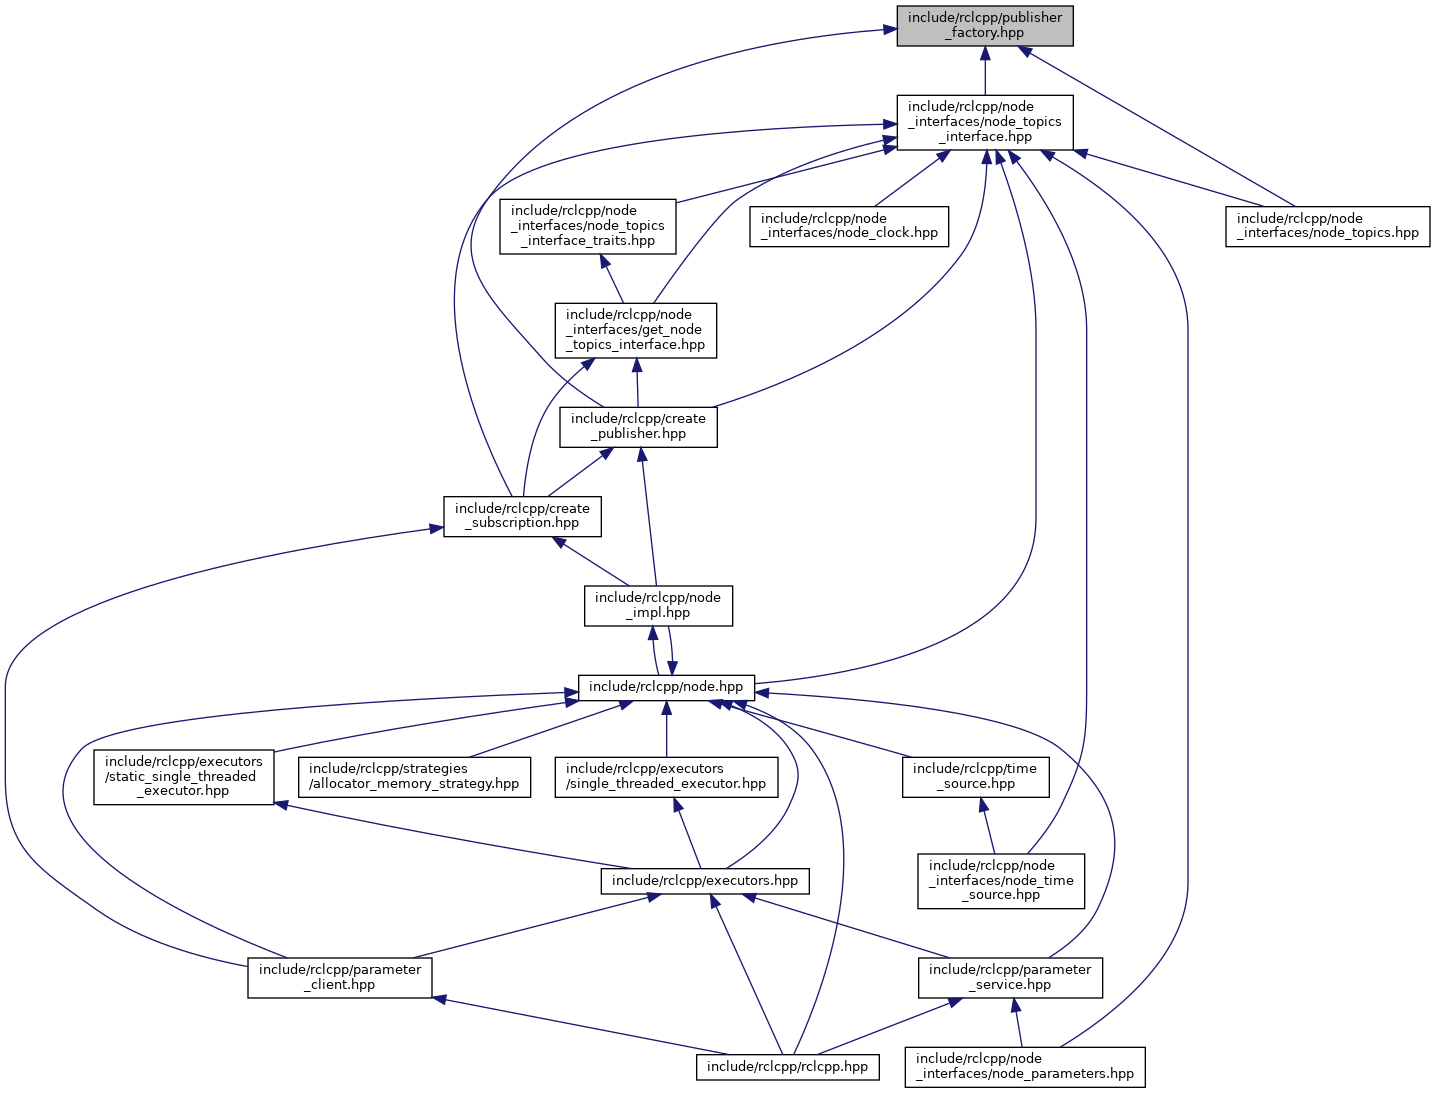 include/rclcpp/publisher
_factory.hpp
include/rclcpp/node
_interfaces/node_topics
_interface.hpp
include/rclcpp/node
_interfaces/node_topics
_interface_traits.hpp
include/rclcpp/node
_interfaces/node_clock.hpp
include/rclcpp/node
_interfaces/node_topics.hpp
include/rclcpp/node
_interfaces/get_node
_topics_interface.hpp
include/rclcpp/create
_publisher.hpp
include/rclcpp/create
_subscription.hpp
include/rclcpp/node
_impl.hpp
include/rclcpp/node.hpp
include/rclcpp/executors
/static_single_threaded
_executor.hpp
include/rclcpp/strategies
/allocator_memory_strategy.hpp
include/rclcpp/executors
/single_threaded_executor.hpp
include/rclcpp/time
_source.hpp
include/rclcpp/executors.hpp
include/rclcpp/node
_interfaces/node_time
_source.hpp
include/rclcpp/parameter
_client.hpp
include/rclcpp/parameter
_service.hpp
include/rclcpp/rclcpp.hpp
include/rclcpp/node
_interfaces/node_parameters.hpp